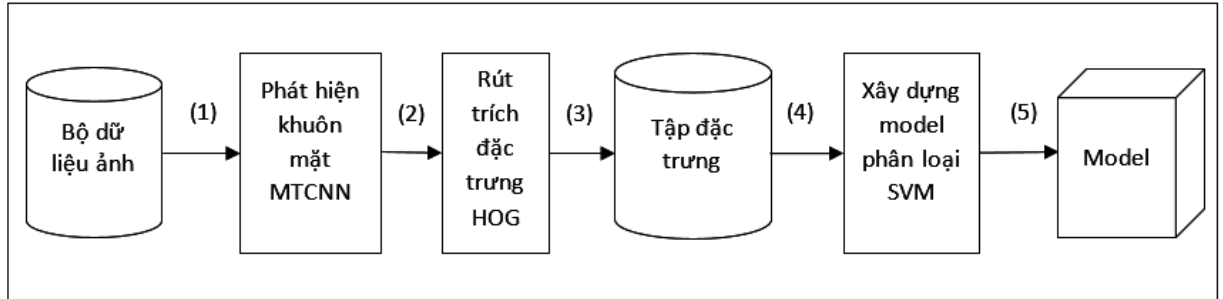 Bộ dữ
liệu ảnh
(1)
Phát hiện
khuôn
mặt
MTCNN
(2)
Rút
trích
đặc
trưng
HOG
(3)
Tập đặc
trưng
(4)
Xây dựng
model
phân loại
SVM
(5)
Model